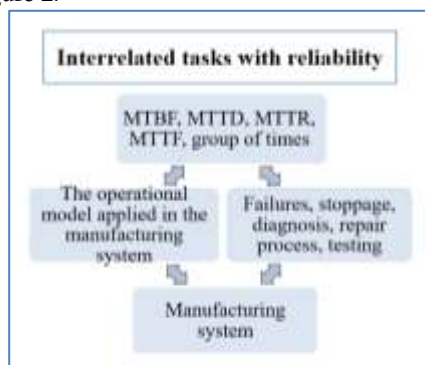 Interrelated tasks with reliability
MTBF, MTTD, MTTR,
MTTF, group of times
The operational
model applied in the
manufacturing
system
Failures, stoppage,
diagnosis, repair
process, testing
Manufacturing
system